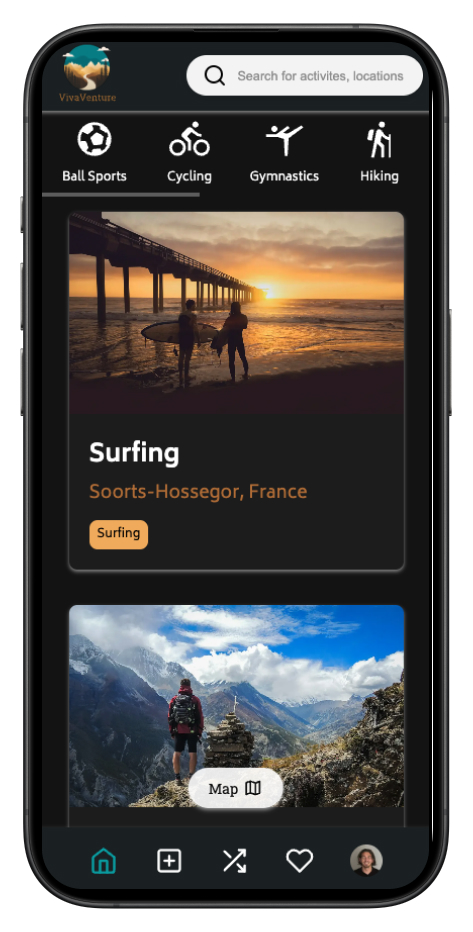 VivaVenture
Search for activites, locations
Ball Sports
Cycling
Gymnastics
Hiking
Surfing
Soorts-Hossegor, France
Surfing
Map